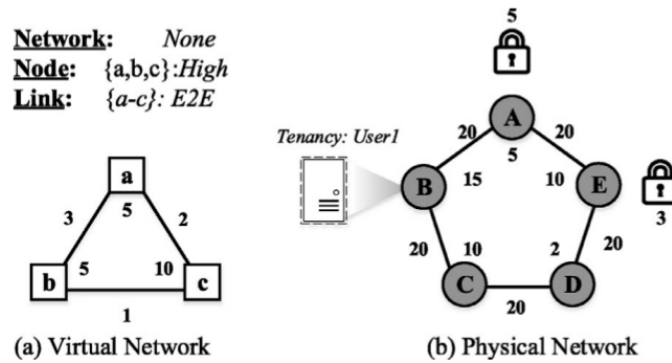 Network: None
Node: {a,b,c}:High
Link: {a-c}: E2E
a
3
5
2
b
5
10
c
1
(a) Virtual Network
5
A
20
20
5
Tenancy: User1
B
15
10
E
3
20
10
2
20
C
D
20
(b) Physical Network